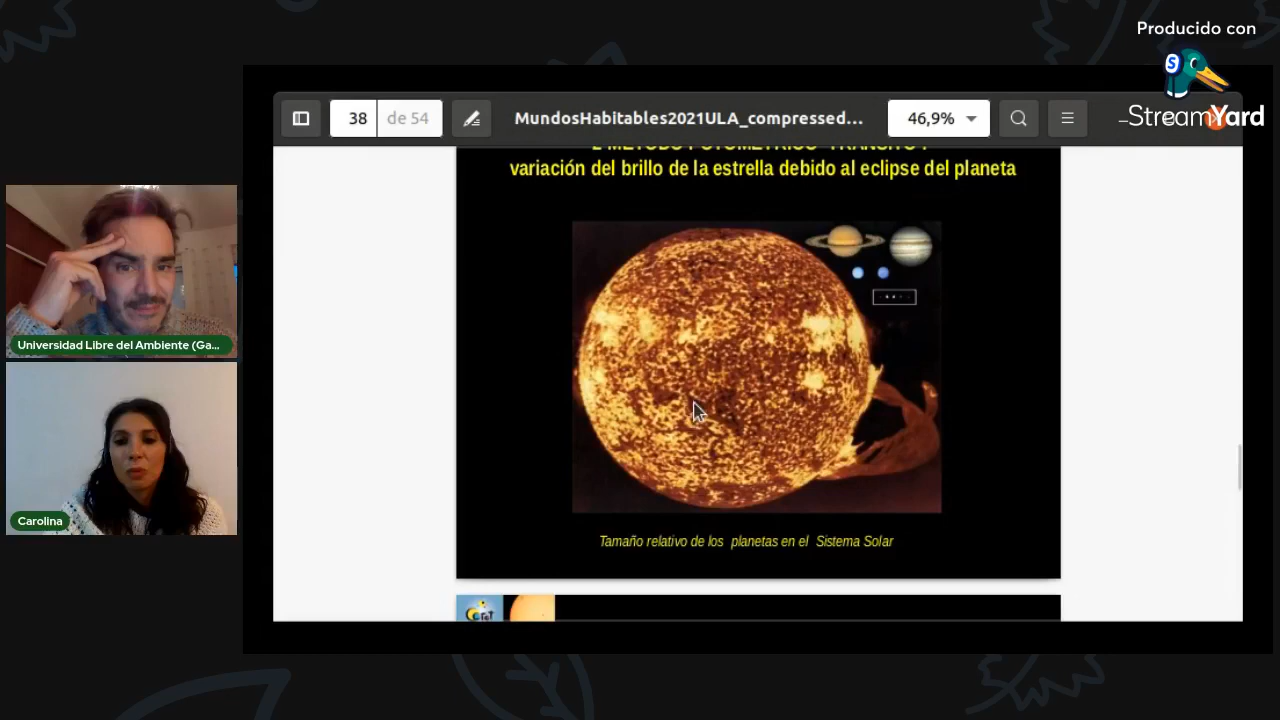 Producido con
StreamYard
38 de 54
MundosHabitables2021ULA_compressed...
46,9%
variación del brillo de la estrella debido al eclipse del planeta
Tamaño relativo de los planetas en el Sistema Solar
Universidad Libre del Ambiente (Ga...
Carolina